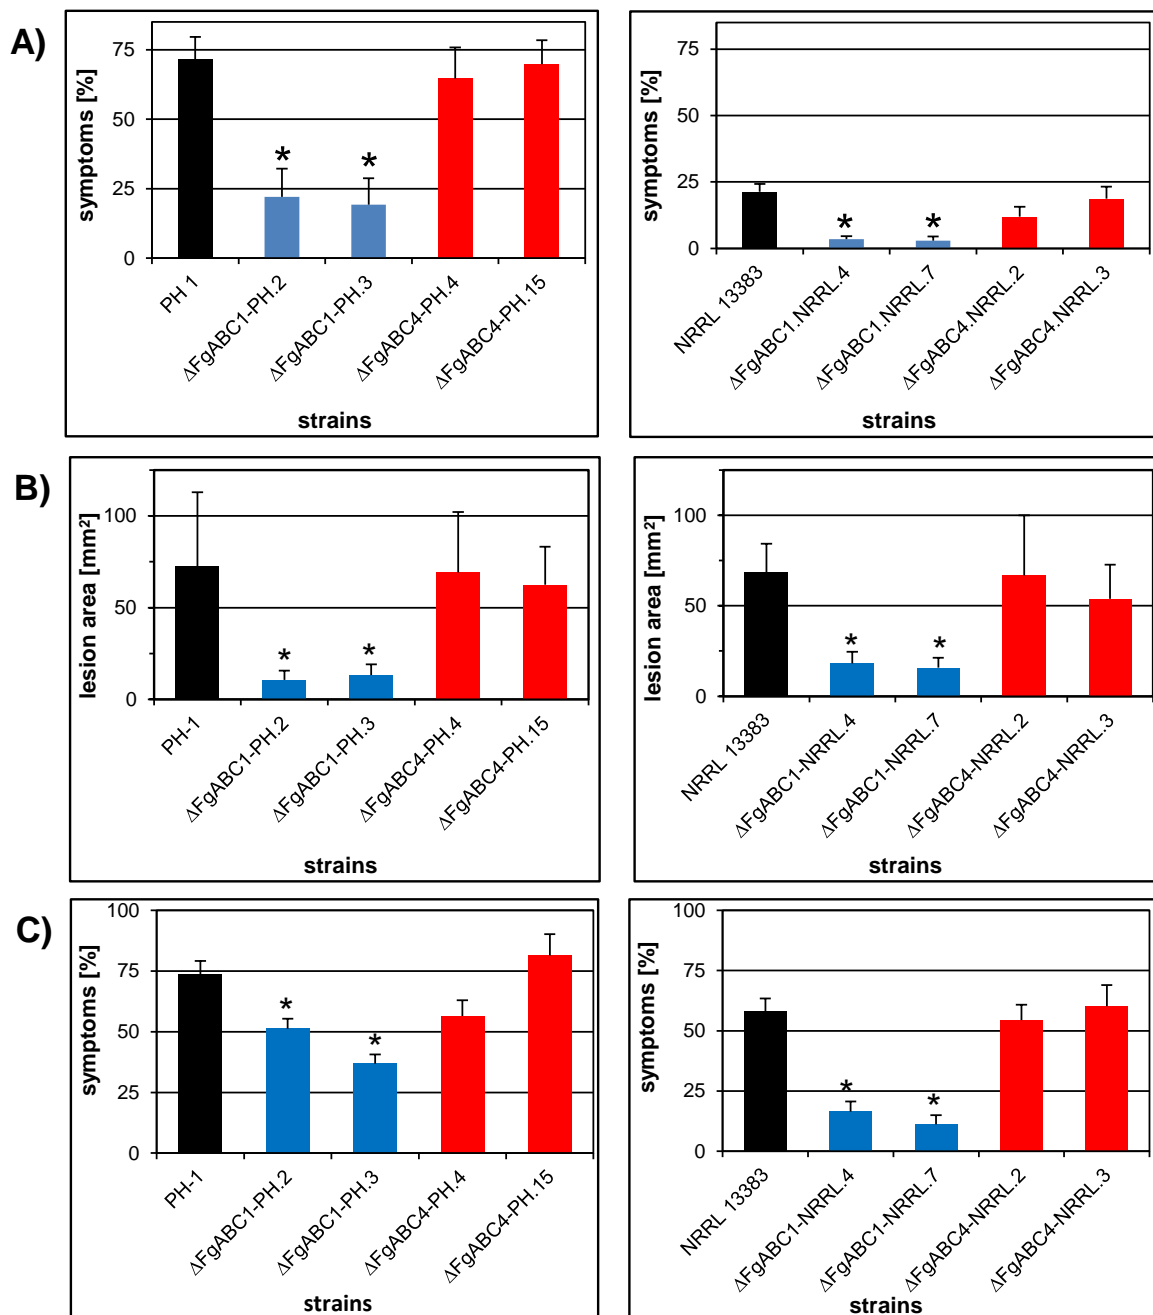 A)
symptoms [%]
75
50
25
0
*
*
PH 1
ΔFgABC1-PH.2
ΔFgABC1-PH.3
ΔFgABC4-PH.4
ΔFgABC4-PH.15
strains
symptoms [%]
75
50
25
0
*
*
NRRL 13383
ΔFgABC1.NRRL.4
ΔFgABC1.NRRL.7
ΔFgABC4.NRRL.2
ΔFgABC4.NRRL.3
strains
B)
lesion area [mm²]
100
50
0
*
*
PH-1
ΔFgABC1-PH.2
ΔFgABC1-PH.3
ΔFgABC4-PH.4
ΔFgABC4-PH.15
strains
lesion area [mm²]
100
50
0
*
*
NRRL 13383
ΔFgABC1-NRRL.4
ΔFgABC1-NRRL.7
ΔFgABC4-NRRL.2
ΔFgABC4-NRRL.3
strains
C)
symptoms [%]
100
75
50
25
0
*
*
PH-1
ΔFgABC1-PH.2
ΔFgABC1-PH.3
ΔFgABC4-PH.4
ΔFgABC4-PH.15
strains
symptoms [%]
100
75
50
25
0
*
*
NRRL 13383
ΔFgABC1-NRRL.4
ΔFgABC1-NRRL.7
ΔFgABC4-NRRL.2
ΔFgABC4-NRRL.3
strains